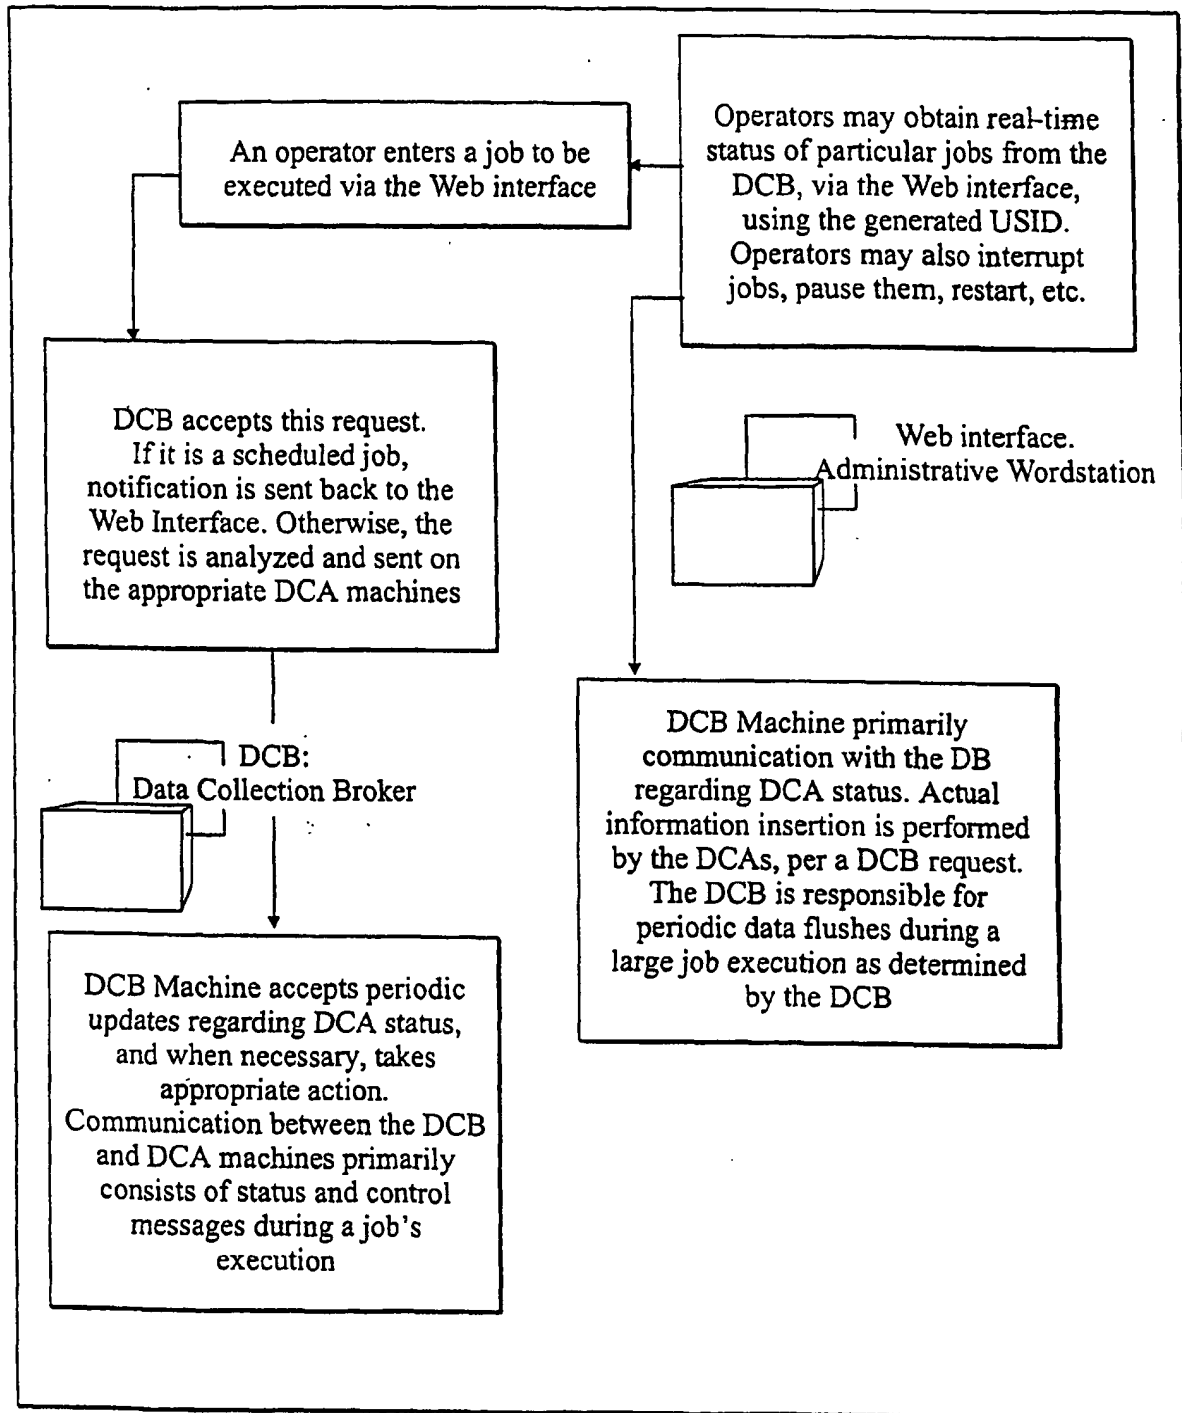 An operator enters a job to be
executed via the Web interface
Operators may obtain real-time
status of particular jobs from the
DCB, via the Web interface,
using the generated USID.
Operators may also interrupt
jobs, pause them, restart, etc.
DCB accepts this request.
If it is a scheduled job,
notification is sent back to the
Web Interface. Otherwise, the
request is analyzed and sent on
the appropriate DCA machines
Web interface.
Administrative Wordstation
DCB:
Data Collection Broker
DCB Machine primarily
communication with the DB
regarding DCA status. Actual
information insertion is performed
by the DCAs, per a DCB request.
The DCB is responsible for
periodic data flushes during a
large job execution as determined
by the DCB
DCB Machine accepts periodic
updates regarding DCA status,
and when necessary, takes
appropriate action.
Communication between the DCB
and DCA machines primarily
consists of status and control
messages during a job's
execution